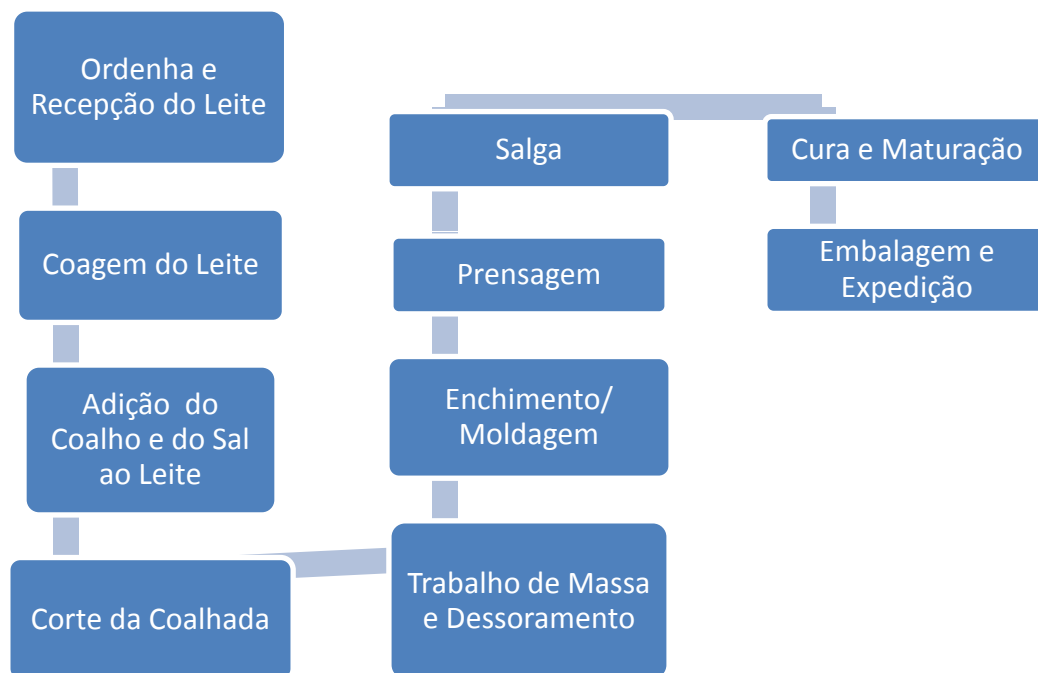 Ordenha e
Recepção do Leite
Coagem do Leite
Adição do
Coalho e do Sal
ao Leite
Corte da Coalhada
Trabalho de Massa
e Dessoramento
Enchimento/
Moldagem
Prensagem
Salga
Cura e Maturação
Embalagem e
Expedição